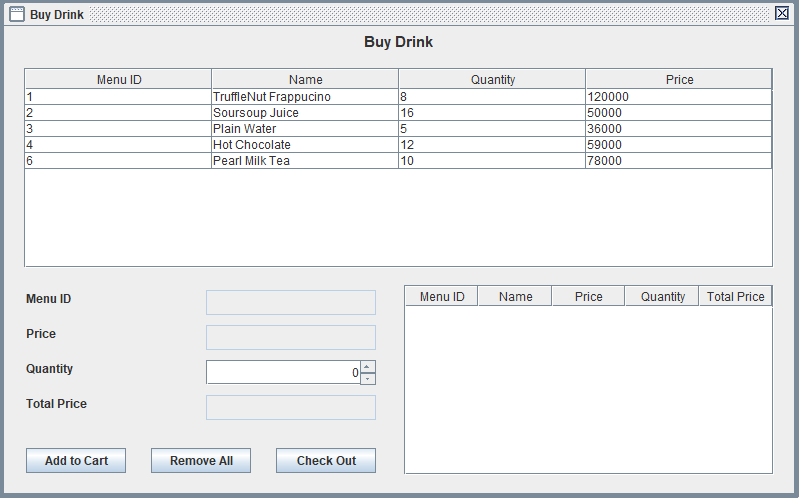 Buy Drink
Buy Drink
Menu ID Name Quantity Price
1 TruffleNut Frappucino 8 120000
2 Soursoup Juice 16 50000
3 Plain Water 5 36000
4 Hot Chocolate 12 59000
6 Pearl Milk Tea 10 78000
Menu ID
Price
Quantity 0
Total Price
Add to Cart Remove All Check Out
Menu ID Name Price Quantity Total Price